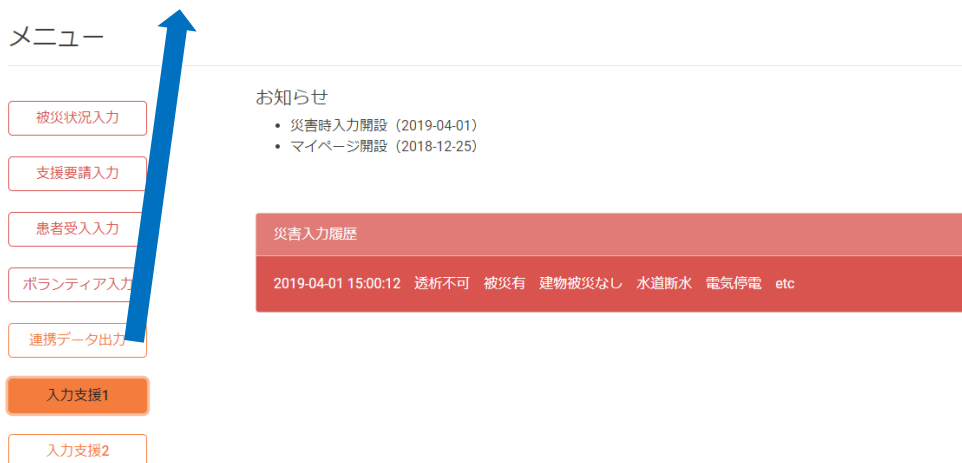 メニュー
被災状況入力
支援要請入力
患者受入入力
ボランティア入力
連携データ出力
入力支援1
入力支援2
お知らせ
• 災害時入力開設（2019-04-01）
• マイページ開設（2018-12-25）
災害入力履歴
2019-04-01 15:00:12 透析不可 被災有 建物被災なし 水道断水 電気停電 etc